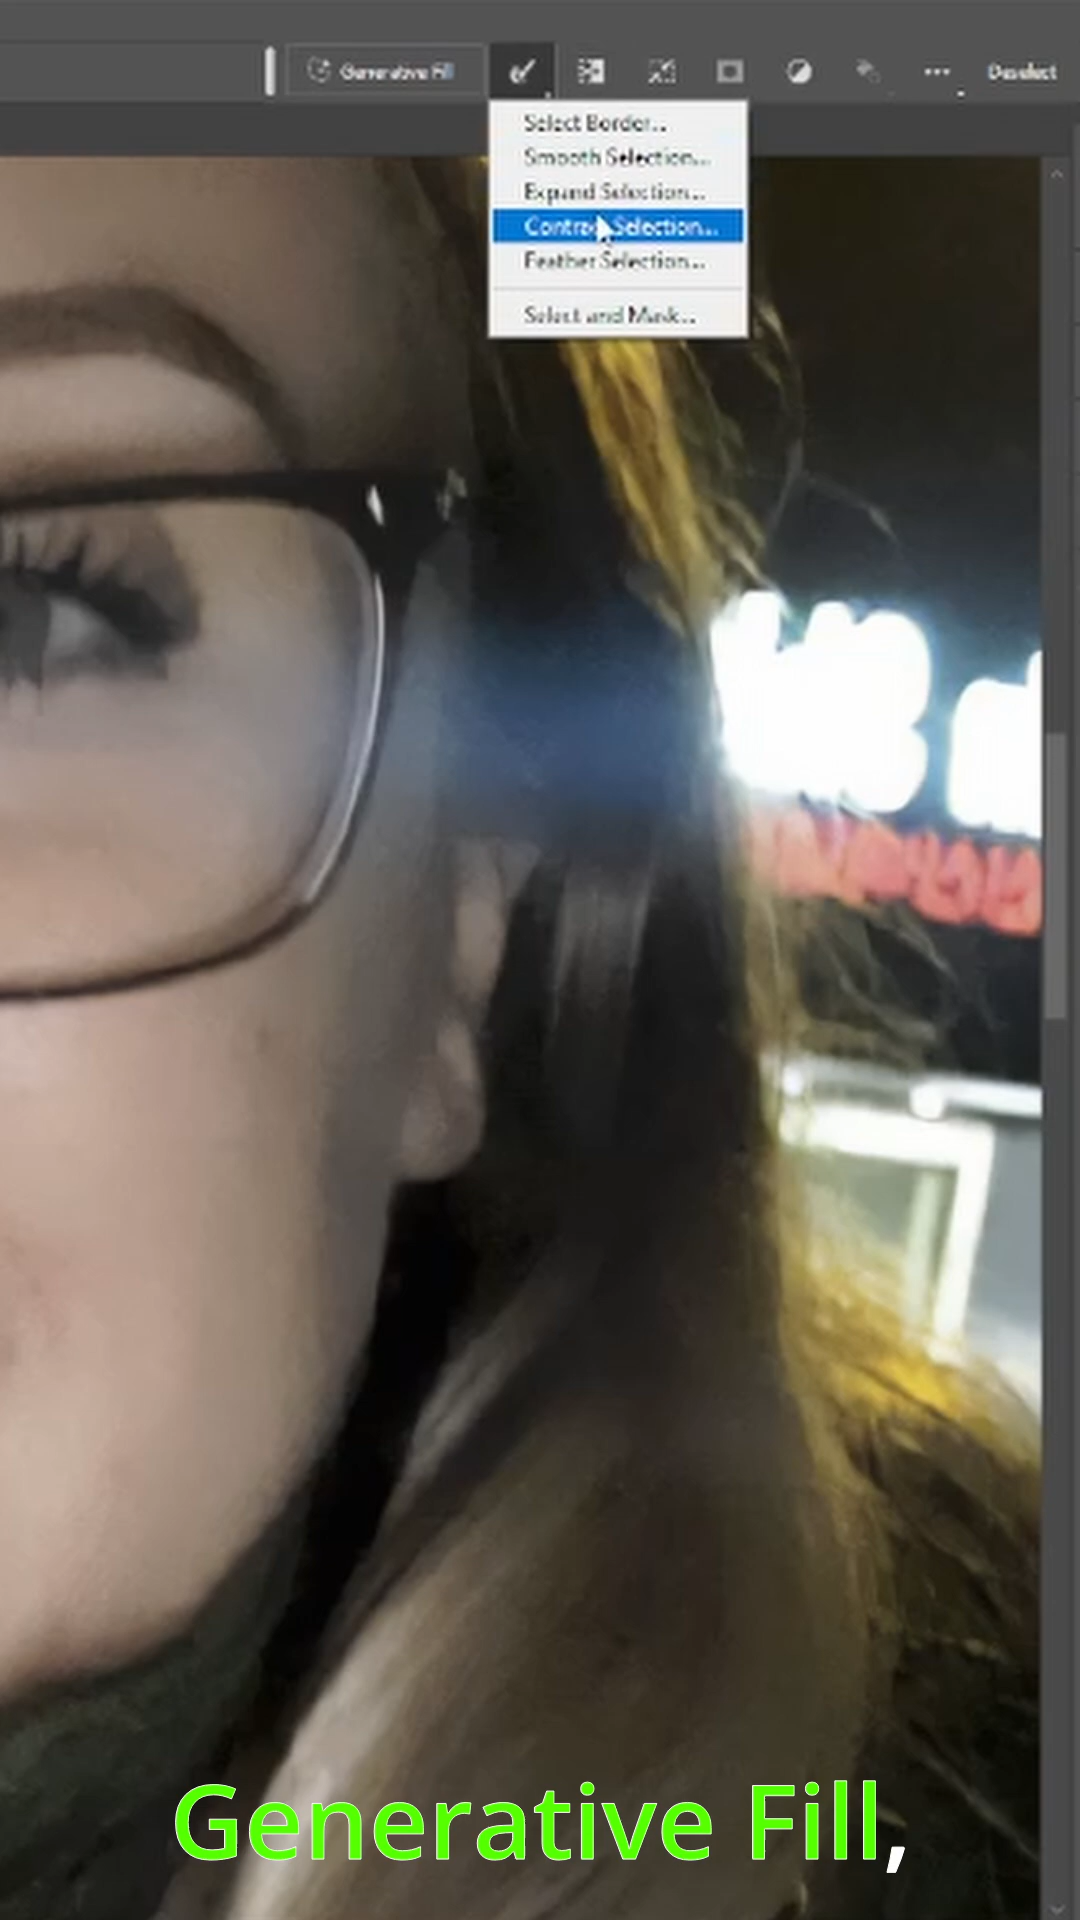 Generative Fill
Deselect
Select Border...
Smooth Selection...
Expand Selection...
Contract Selection...
Feather Selection...
Select and Mask...
Generative Fill,